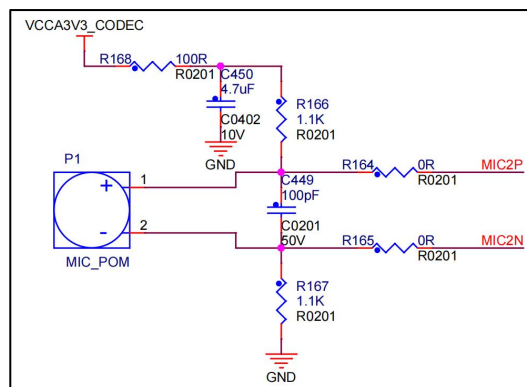 VCCA3V3_CODEC
R168 100R
R0201
C450
4.7uF
C0402
10V
GND
R166
1.1K
R0201
P1
+ 1
- 2
MIC_POM
C449
100pF
C0201
50V
R164 0R MIC2P
R0201
R165 0R MIC2N
R0201
R167
1.1K
R0201
GND